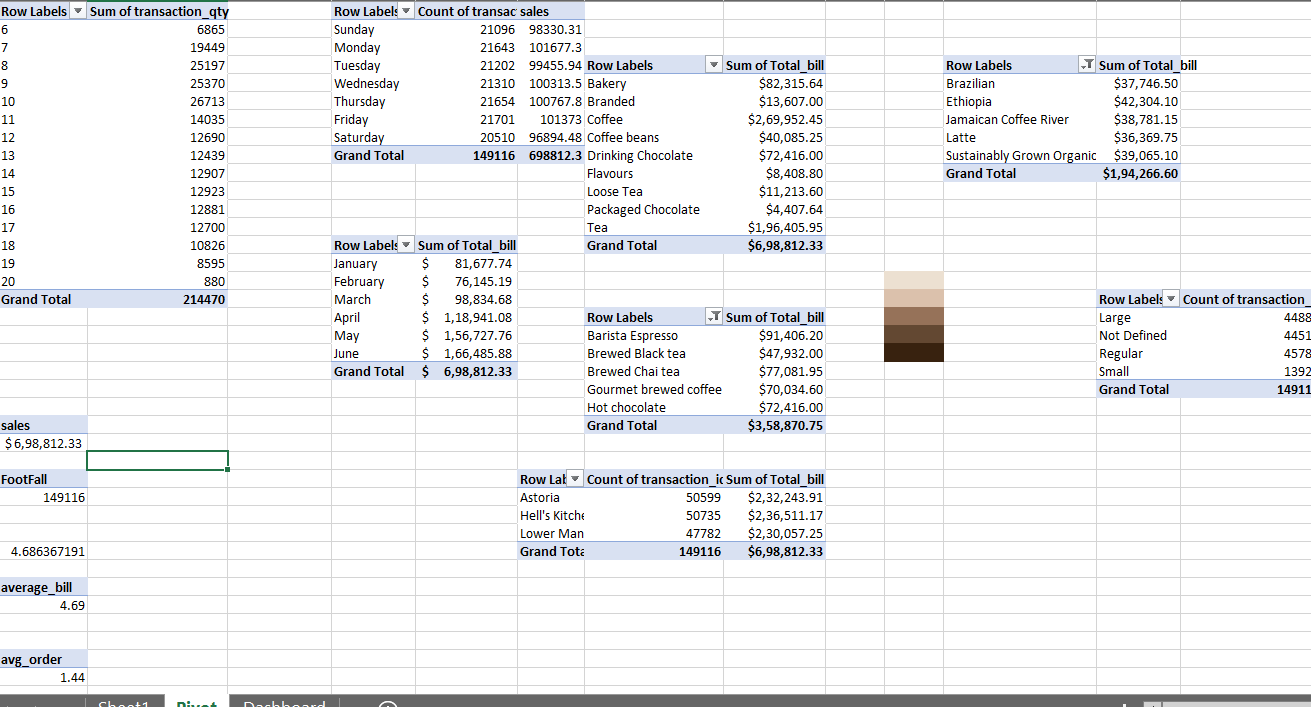 Row Labels Sum of transaction_qty
6 6865
7 19449
8 25197
9 25370
10 26713
11 14035
12 12690
13 12439
14 12907
15 12923
16 12881
17 12700
18 10826
19 8595
20 880
Grand Total 214470
sales
$ 6,98,812.33
FootFall
149116
4.686367191
average_bill
4.69
avg_order
1.44
Row Labels Count of transac sales
Sunday 21096 98330.31
Monday 21643 101677.3
Tuesday 21202 99455.94
Wednesday 21310 100313.5
Thursday 21654 100767.8
Friday 21701 101373
Saturday 20510 96894.48
Grand Total 149116 698812.3
Row Labels Sum of Total_bill
January $ 81,677.74
February $ 76,145.19
March $ 98,834.68
April $ 1,18,941.08
May $ 1,56,727.76
June $ 1,66,485.88
Grand Total $ 6,98,812.33
Row Labels Sum of Total_bill
Bakery $82,315.64
Branded $13,607.00
Coffee $2,69,952.45
Coffee beans $40,085.25
Drinking Chocolate $72,416.00
Flavours $8,408.80
Loose Tea $11,213.60
Packaged Chocolate $4,407.64
Tea $1,96,405.95
Grand Total $6,98,812.33
Row Labels Sum of Total_bill
Barista Espresso $91,406.20
Brewed Black tea $47,932.00
Brewed Chai tea $77,081.95
Gourmet brewed coffee $70,034.60
Hot chocolate $72,416.00
Grand Total $3,58,870.75
Row Lab Count of transaction_ic Sum of Total_bill
Astoria 50599 $2,32,243.91
Hell's Kitche 50735 $2,36,511.17
Lower Man 47782 $2,30,057.25
Grand Tota 149116 $6,98,812.33
Row Labels Sum of Total_bill
Brazilian $37,746.50
Ethiopia $42,304.10
Jamaican Coffee River $38,781.15
Latte $36,369.75
Sustainably Grown Organic $39,065.10
Grand Total $1,94,266.60
Row Labels Count of transaction_
Large 4488
Not Defined 4451
Regular 4578
Small 1392
Grand Total 14911
Sheet1 Pivot Dashboard